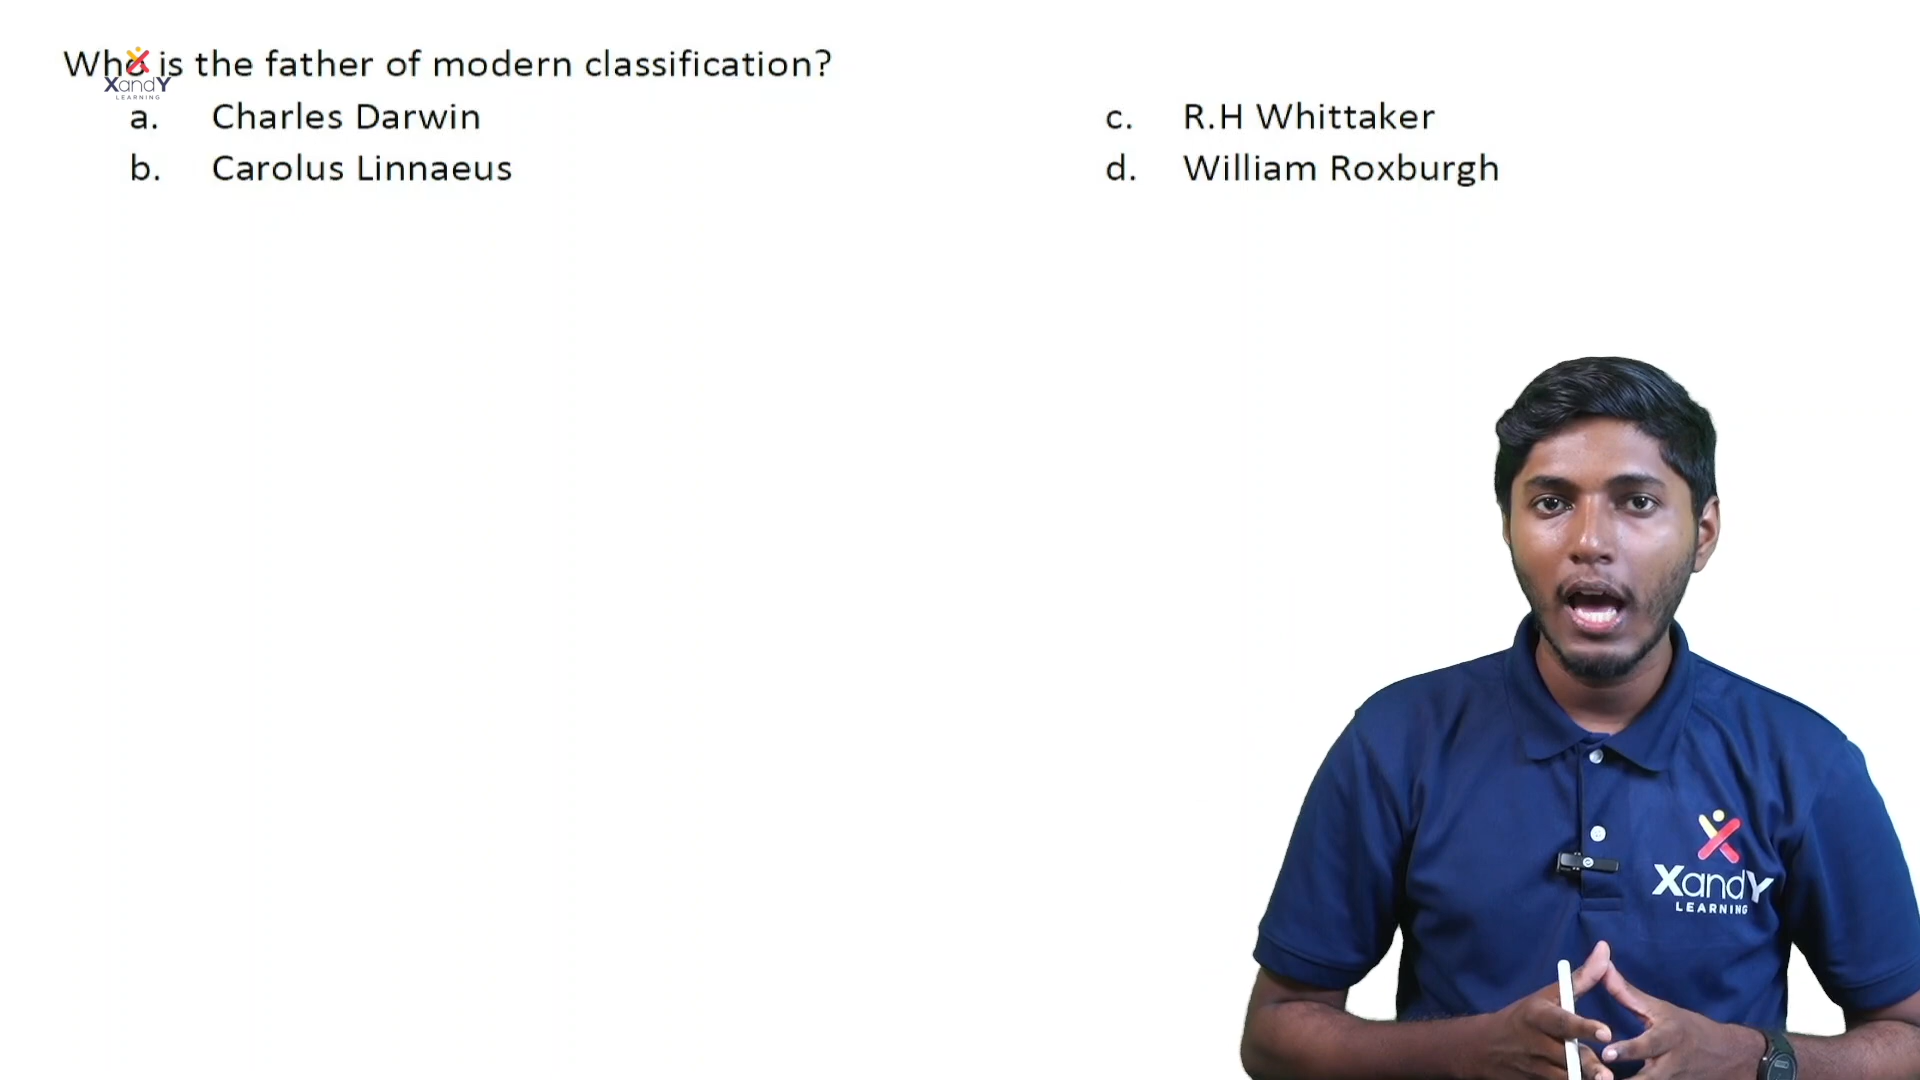 Who is the father of modern classification?
XandY
LEARNING
a. Charles Darwin
b. Carolus Linnaeus
c. R.H Whittaker
d. William Roxburgh
XandY
LEARNING